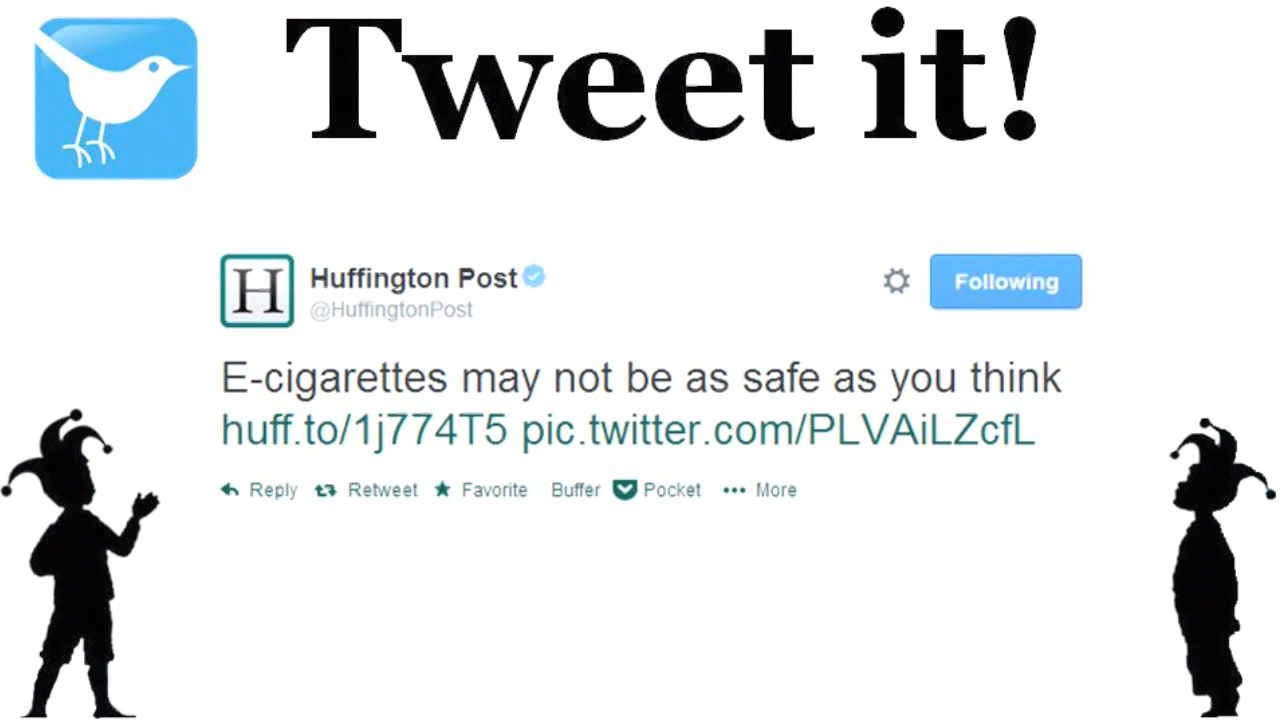 Tweet it!
H Huffington Post
@HuffingtonPost
Following
E-cigarettes may not be as safe as you think
huff.to/1j774T5 pic.twitter.com/PLVAiLZcfL
Reply Retweet Favorite Buffer Pocket ••• More